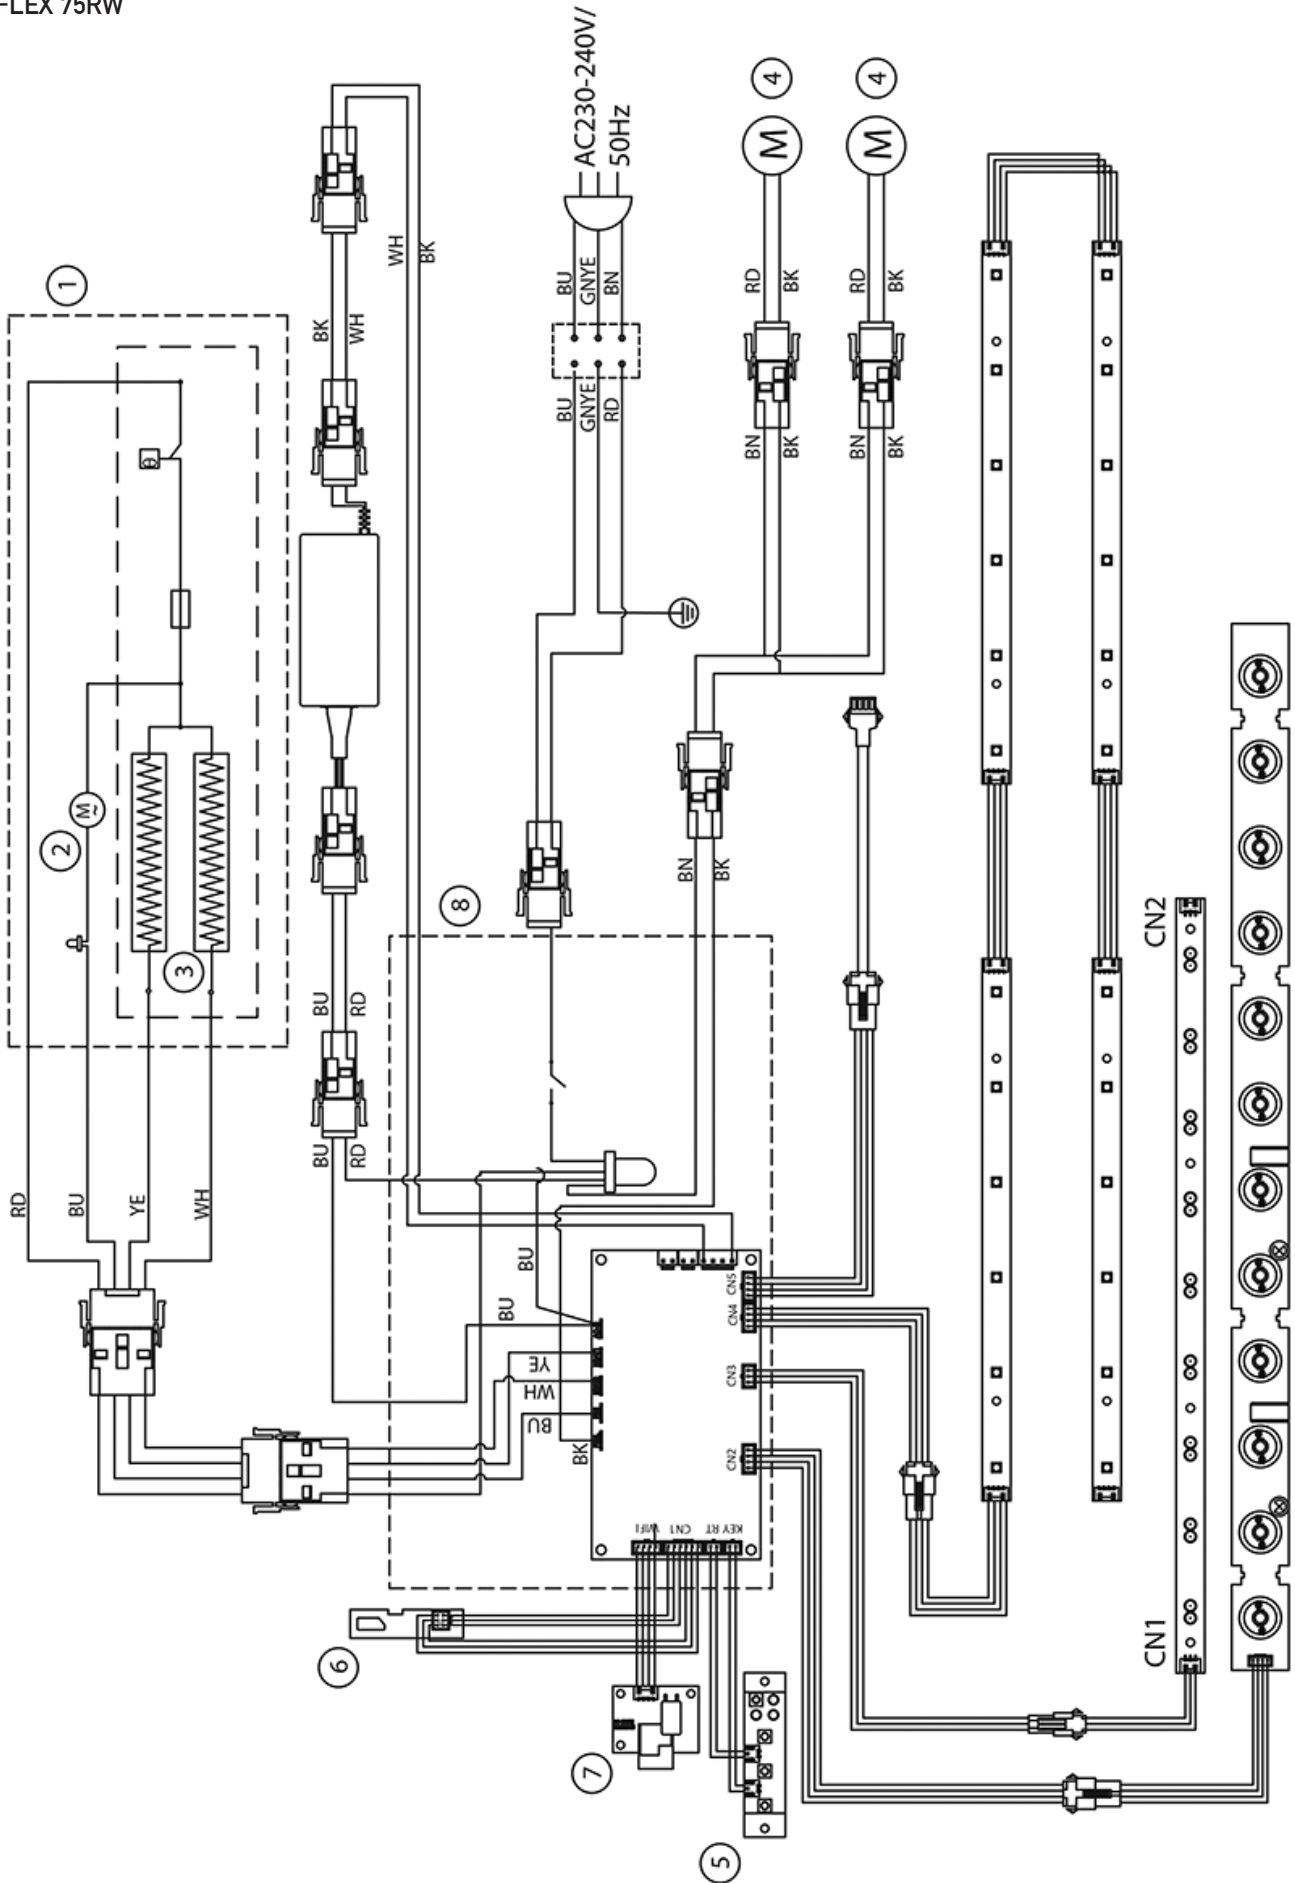 -LEX 75RW
AC230-240V/
50Hz
4
4
M
M
1
WH
BK
BK
WH
BU
GNYE
BN
RD
BK
RD
BK
BU
GNYE
RD
BN
BK
BN
BK
θ
M~
2
3
8
BN
BK
CN2
BU
RD
BU
RD
RD
BU
YE
WH
BU
BU
YE
WH
BU
BK
CN5
CN4
CN3
CN2
WIFI
CN1
RT
KEY
6
7
5
CN1